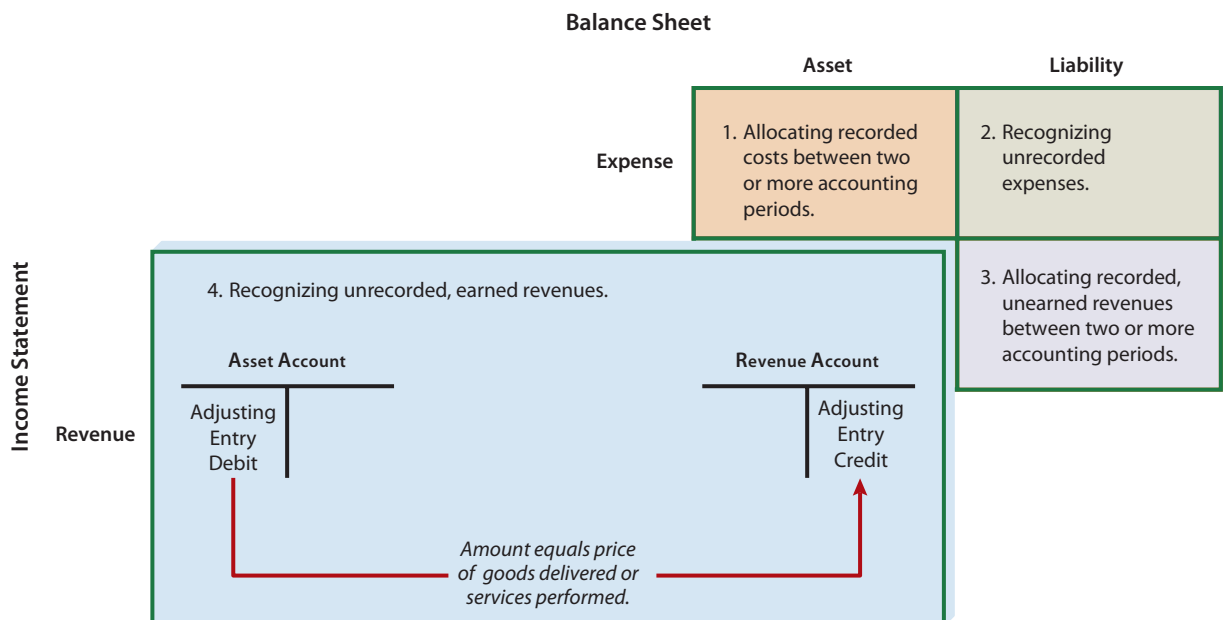 Balance Sheet
Asset
Liability
Expense
1. Allocating recorded
costs between two
or more accounting
periods.
2. Recognizing
unrecorded
expenses.
Income Statement
Revenue
4. Recognizing unrecorded, earned revenues.
Asset Account
Adjusting
Entry
Debit
Revenue Account
Adjusting
Entry
Credit
Amount equals price
of goods delivered or
services performed.
3. Allocating recorded,
unearned revenues
between two or more
accounting periods.